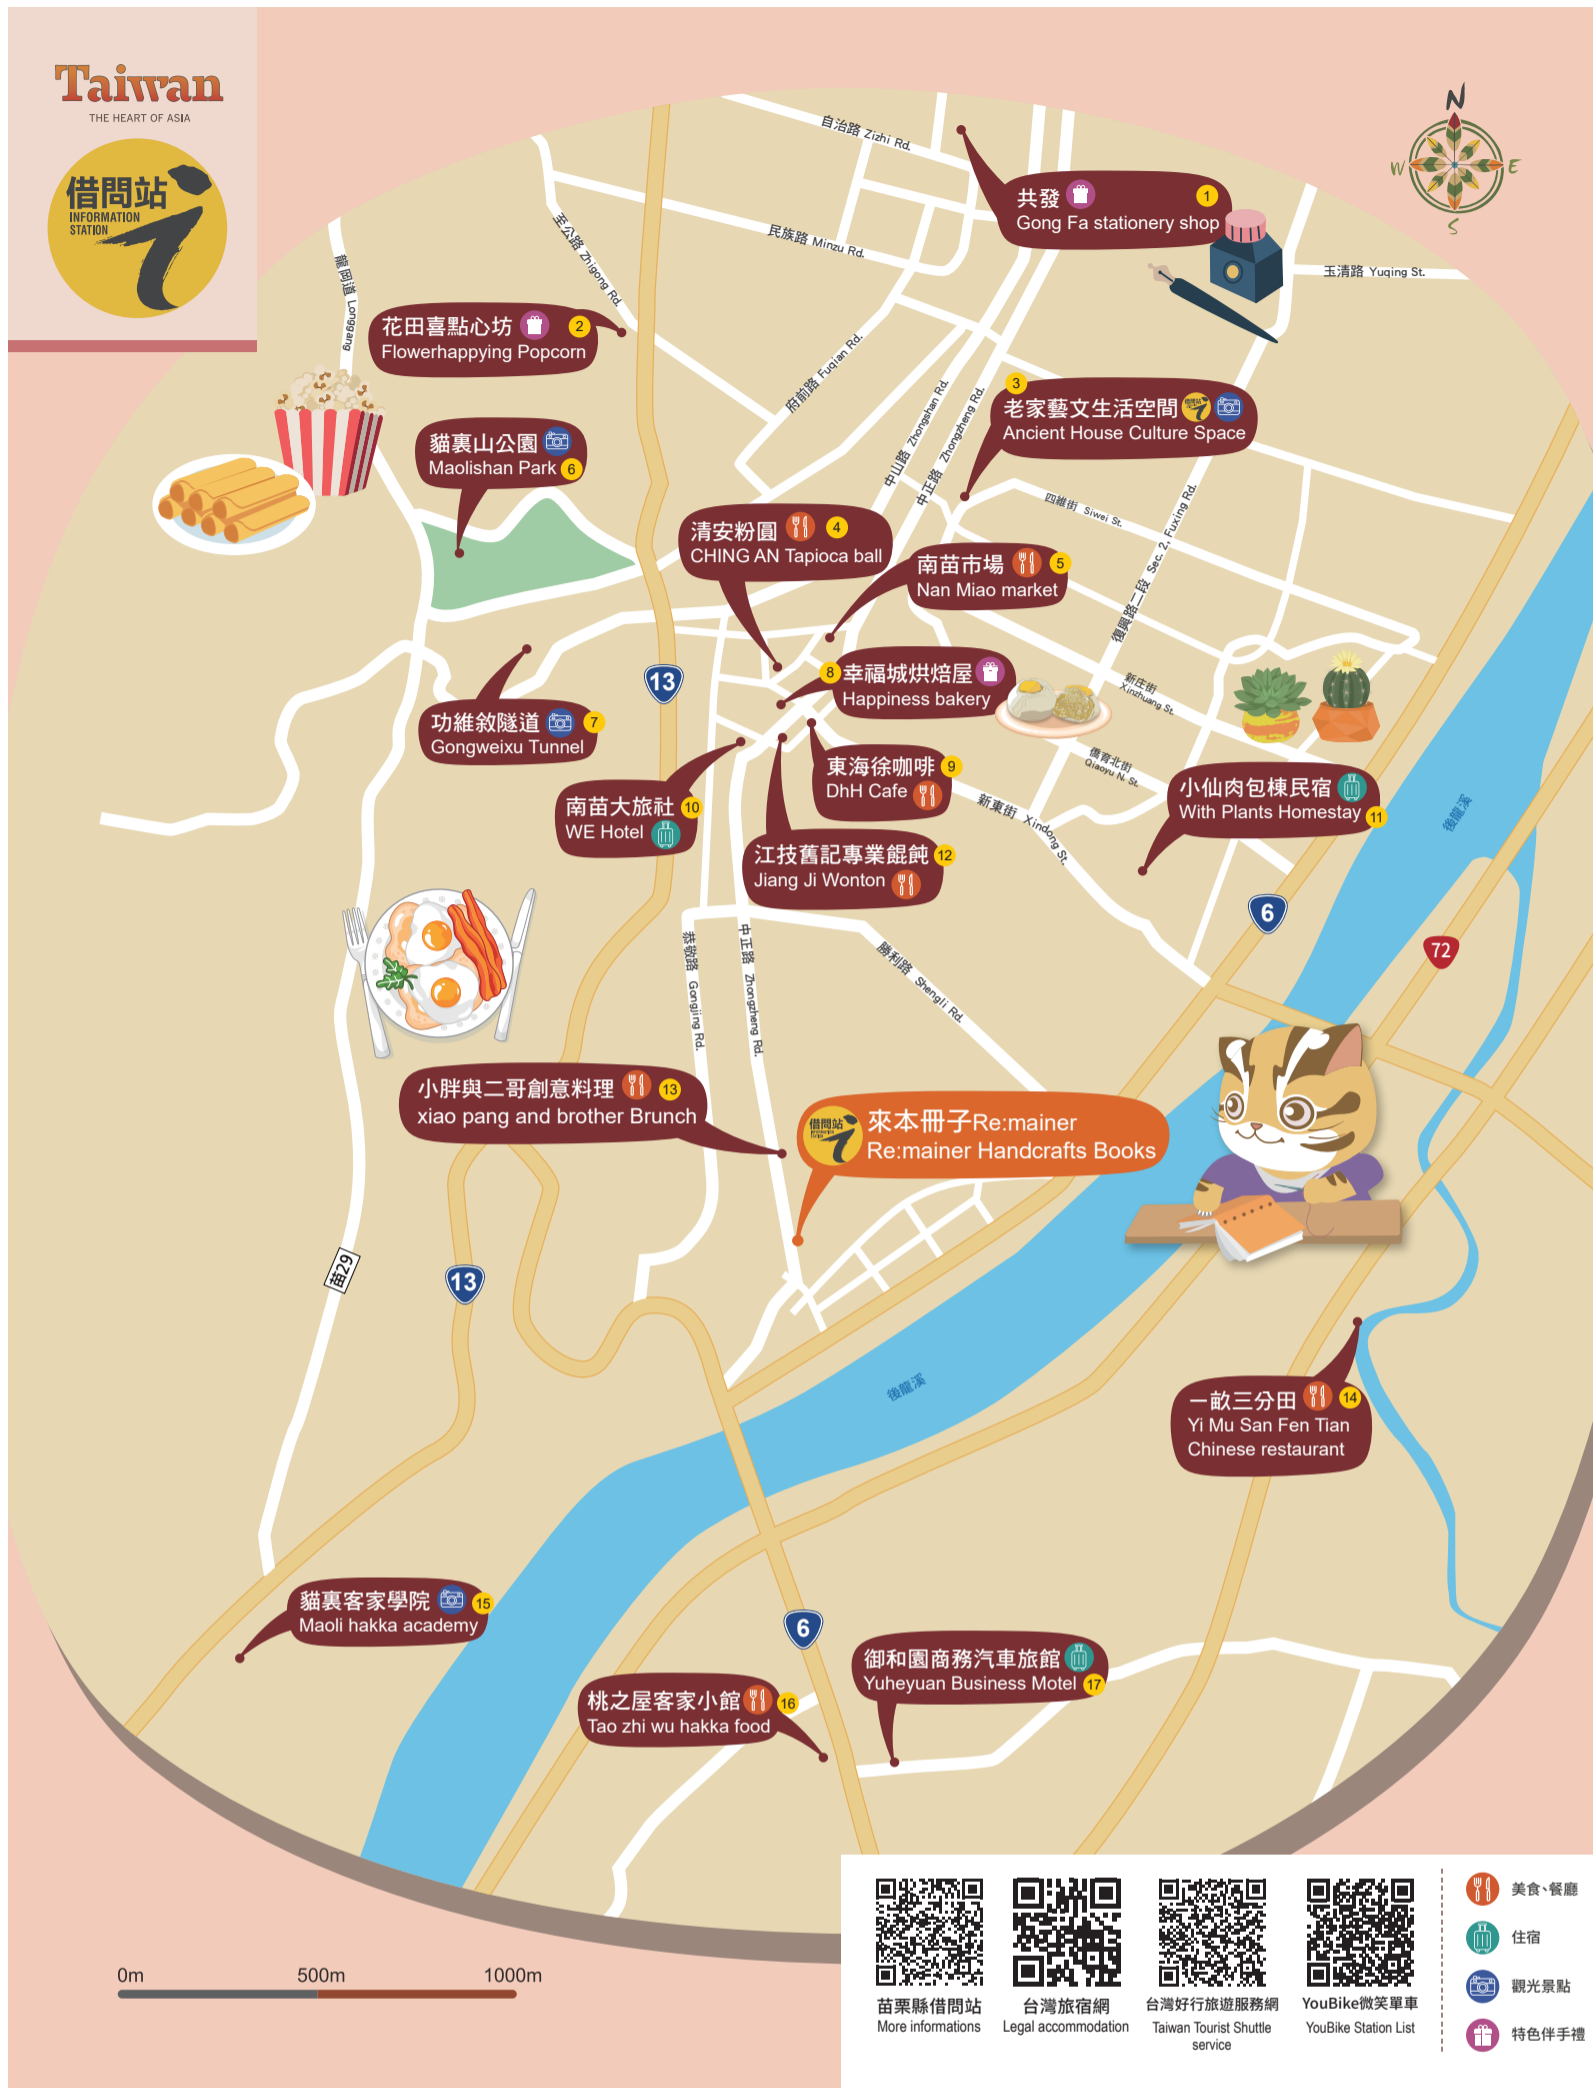 Taiwan
THE HEART OF ASIA
借問站
INFORMATION
STATION
N
W
E
S
自治路 Zizhi Rd.
共發 1
Gong Fa stationery shop
至公路 Zhigong Rd.
民族路 Minzu Rd.
玉清路 Yuqing St.
龍岡道 Longgang
花田喜點心坊 2
Flowerhappying Popcorn
府前路 Fuqian Rd.
中山路 Zhongshan Rd.
中正路 Zhongzheng Rd.
3
老家藝文生活空間
Ancient House Culture Space
貓裏山公園
Maolishan Park 6
四維街 Siwei St.
復興路二段 Sec. 2, Fuxing Rd.
清安粉圓 4
CHING AN Tapioca ball
南苗市場 5
Nan Miao market
13
8 幸福城烘焙屋
Happiness bakery
新庄街
Xinzhuang St.
功維敘隧道 7
Gongweixu Tunnel
東海徐咖啡 9
DhH Cafe
僑育北街
Qiaoyu N. St.
小仙肉包棟民宿
With Plants Homestay 11
南苗大旅社 10
WE Hotel
新東街 Xindong St.
後龍溪
江技舊記專業餛飩 12
Jiang Ji Wonton
6
72
恭敬路 Gongjing Rd.
中正路 Zhongzheng Rd.
勝利路 Shengli Rd.
小胖與二哥創意料理 13
xiao pang and brother Brunch
借問站
來本冊子Re:mainer
Re:mainer Handcrafts Books
苗29
13
後龍溪
一畝三分田 14
Yi Mu San Fen Tian
Chinese restaurant
貓裏客家學院 15
Maoli hakka academy
6
御和園商務汽車旅館
Yuheyuan Business Motel 17
桃之屋客家小館 16
Tao zhi wu hakka food
0m 500m 1000m
苗栗縣借問站
More informations
台灣旅宿網
Legal accommodation
台灣好行旅遊服務網
Taiwan Tourist Shuttle
service
YouBike微笑單車
YouBike Station List
美食、餐廳
住宿
觀光景點
特色伴手禮